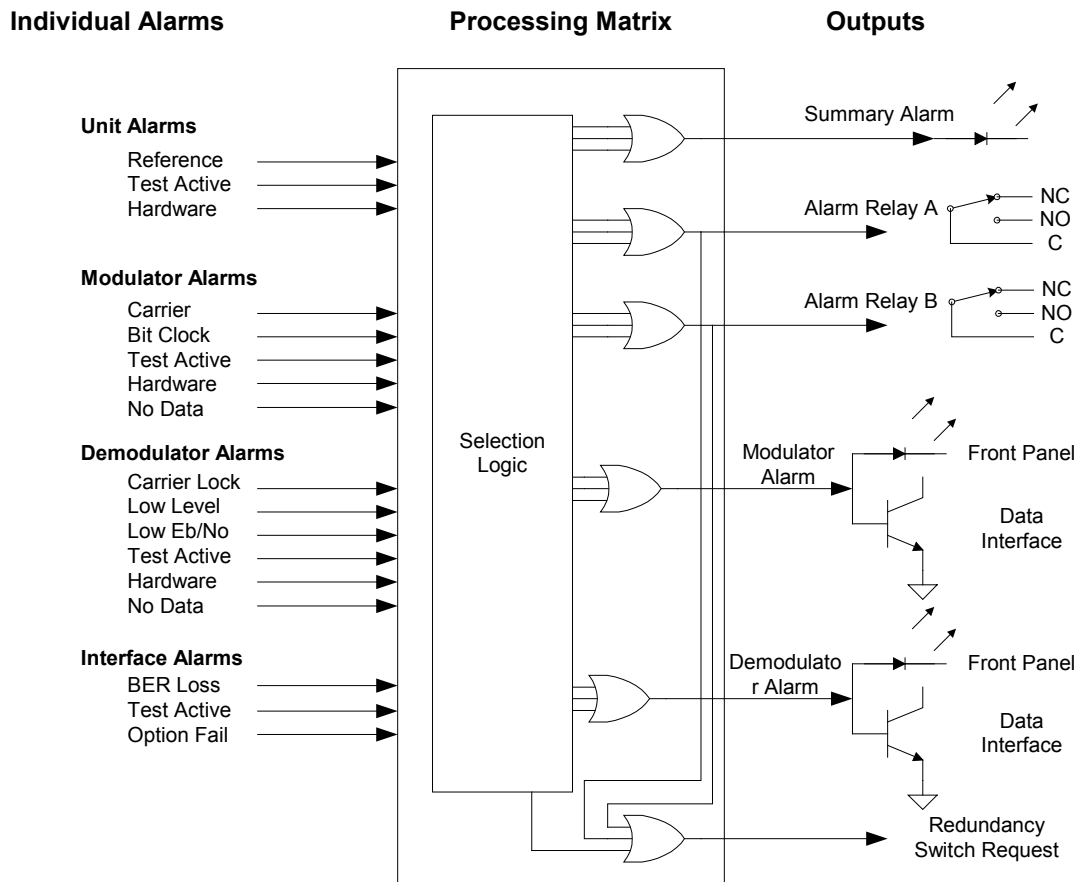 Individual Alarms
Processing Matrix
Outputs
Unit Alarms
Reference
Test Active
Hardware
Modulator Alarms
Carrier
Bit Clock
Test Active
Hardware
No Data
Demodulator Alarms
Carrier Lock
Low Level
Low Eb/No
Test Active
Hardware
No Data
Interface Alarms
BER Loss
Test Active
Option Fail
Selection
Logic
Summary Alarm
Alarm Relay A
NC
NO
C
Alarm Relay B
NC
NO
C
Modulator
Alarm
Front Panel
Data
Interface
Demodulato
r Alarm
Front Panel
Data
Interface
Redundancy
Switch Request